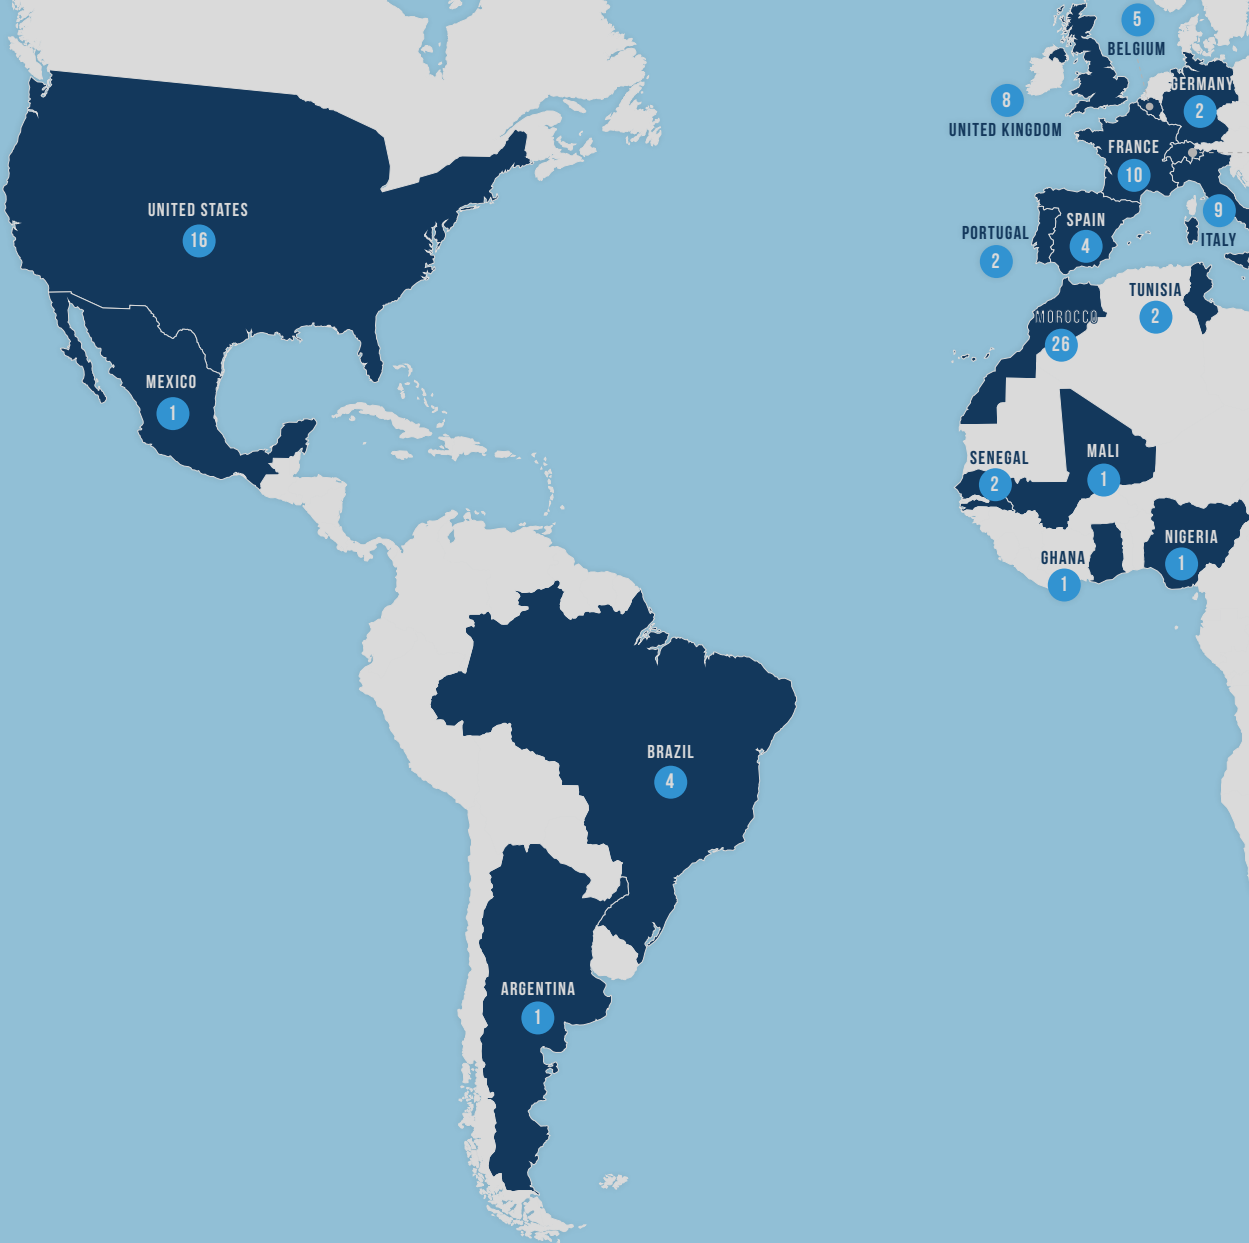 5
BELGIUM
GERMANY
2
8
UNITED KINGDOM
FRANCE
10
UNITED STATES
16
SPAIN
4
9
ITALY
PORTUGAL
2
TUNISIA
2
MOROCCO
26
MEXICO
1
SENEGAL
2
MALI
1
NIGERIA
1
GHANA
1
BRAZIL
4
ARGENTINA
1